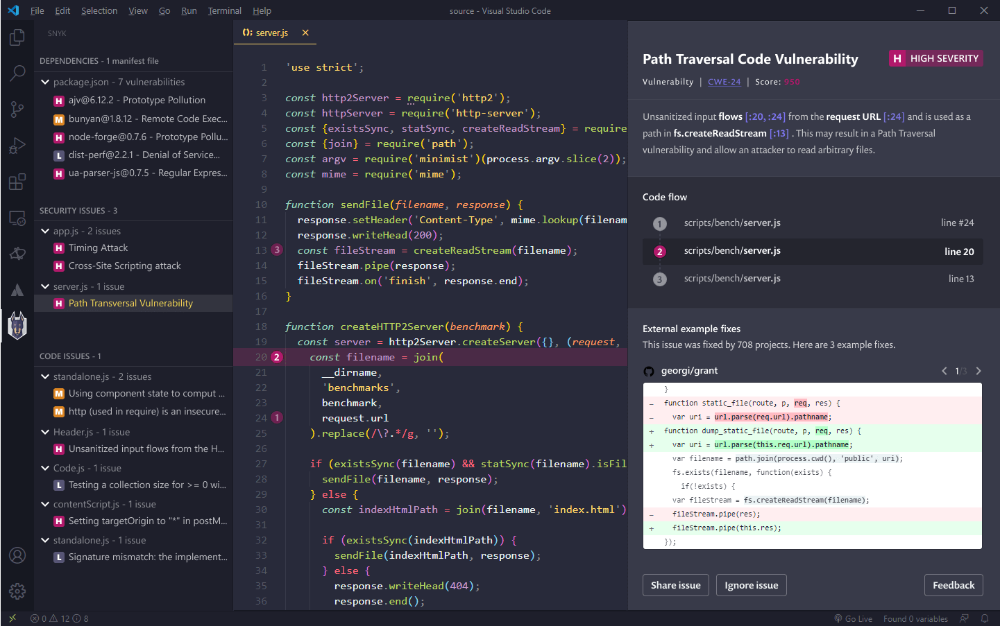 File Edit Selection View Go Run Terminal Help
source - Visual Studio Code
SNYK
DEPENDENCIES - 1 manifest file
package.json - 7 vulnerabilities
H ajv@6.12.2 - Prototype Pollution
M bunyan@1.8.12 - Remote Code Exec...
H node-forge@0.7.6 - Prototype Pollu...
L dist-perf@2.2.1 - Denial of Service...
H ua-parser-js@0.7.5 - Regular Expres...
SECURITY ISSUES - 3
app.js - 2 issues
H Timing Attack
H Cross-Site Scripting attack
server.js - 1 issue
H Path Transversal Vulnerability
CODE ISSUES - 1
standalone.js - 2 issues
M Using component state to comput ...
M http (used in require) is an insecure...
Header.js - 1 issue
H Unsanitized input flows from the H...
Code.js - 1 issue
L Testing a collection size for >= 0 wi...
contentScript.js - 1 issue
H Setting targetOrigin to "*" in postM...
standalone.js - 1 issue
L Signature mismatch: the implement...
server.js
1 'use strict';
2
3 const http2Server = require('http2');
4 const httpServer = require('http-server');
5 const {existsSync, statSync, createReadStream} = require
6 const {join} = require('path');
7 const argv = require('minimist')(process.argv.slice(2));
8 const mime = require('mime');
9
10 function sendFile(filename, response) {
11 response.setHeader('Content-Type', mime.lookup(filenam
12 response.writeHead(200);
13 3 const fileStream = createReadStream(filename);
14 fileStream.pipe(response);
15 fileStream.on('finish', response.end);
16 }
17
18 function createHTTP2Server(benchmark) {
19 const server = http2Server.createServer({}, (request,
20 2 const filename = join(
21 __dirname,
22 'benchmarks',
23 benchmark,
24 1 request.url
25 ).replace(/\?.*/g, '');
26
27 if (existsSync(filename) && statSync(filename).isFil
28 sendFile(filename, response);
29 } else {
30 const indexHtmlPath = join(filename, 'index.html')
31
32 if (existsSync(indexHtmlPath)) {
33 sendFile(indexHtmlPath, response);
34 } else {
35 response.writeHead(404);
36 response.end();
Path Traversal Code Vulnerability
H HIGH SEVERITY
Vulnerabilty | CWE-24 | Score: 950
Unsanitized input flows [:20, :24] from the request URL [:24] and is used as a
path in fs.createReadStream [:13] . This may result in a Path Traversal
vulnerability and allow an attacker to read arbitrary files.
Code flow
1 scripts/bench/server.js line #24
2 scripts/bench/server.js line 20
3 scripts/bench/server.js line 13
External example fixes
This issue was fixed by 708 projects. Here are 3 example fixes.
georgi/grant 1/3
}
- function static_file(route, p, req, res) {
- var uri = url.parse(req.url).pathname;
+ function dump_static_file(route, p, req, res) {
+ var uri = url.parse(this.req.url).pathname;
var filename = path.join(process.cwd(), 'public', uri);
fs.exists(filename, function(exists) {
if(!exists) {
var fileStream = fs.createReadStream(filename);
- fileStream.pipe(res);
+ fileStream.pipe(this.res);
});
Share issue Ignore issue Feedback
0 12 8
Go Live Found 0 variables